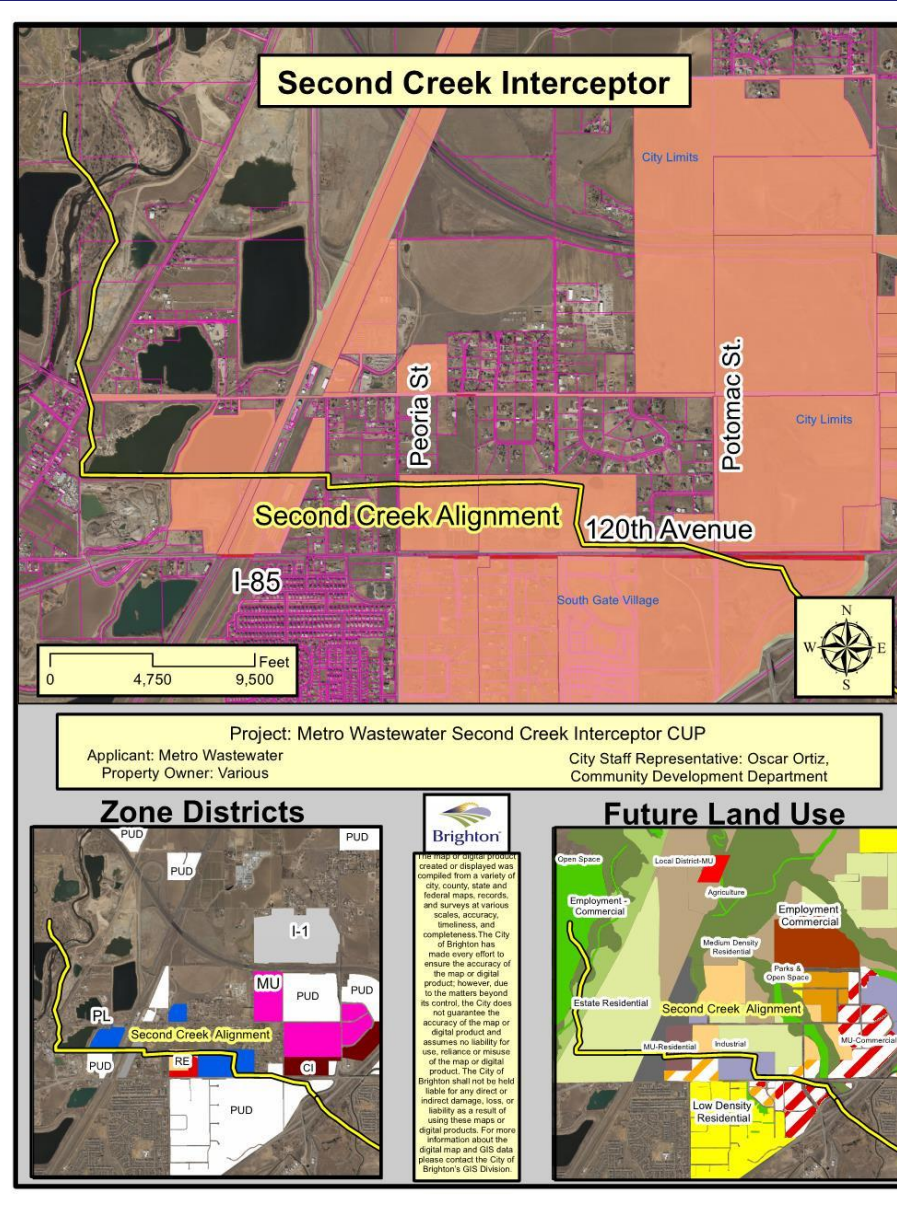 Second Creek Interceptor
City Limits
Peoria St
Potomac St.
City Limits
Second Creek Alignment
120th Avenue
I-85
South Gate Village
N
W
E
S
Feet
0
4,750
9,500
Project: Metro Wastewater Second Creek Interceptor CUP
Applicant: Metro Wastewater
Property Owner: Various
City Staff Representative: Oscar Ortiz,
Community Development Department
Zone Districts
PUD
PUD
PUD
I-1
MU
PUD
PUD
PL
Second Creek Alignment
PUD
RE
CI
PUD
Brighton
The map or digital product
created or displayed was
compiled from a variety of
city, county, state and
federal maps, records,
and surveys at various
scales, accuracy,
timeliness, and
completeness.The City
of Brighton has
made every effort to
ensure the accuracy of
the map or digital
product; however, due
to the matters beyond
its control, the City does
not guarantee the
accuracy of the map or
digital product and
assumes no liability for
use, reliance or misuse
of the map or digital
product. The City of
Brighton shall not be held
liable for any direct or
indirect damage, loss, or
liability as a result of
using these maps or
digital products. For more
information about the
digital map and GIS data
please contact the City of
Brighton's GIS Division.
Future Land Use
Open Space
Local District-MU
Agriculture
Employment -
Commercial
Employment
Commercial
Medium Density
Residential
Parks &
Open Space
Estate Residential
Second Creek Alignment
MU-Residential
Industrial
MU-Commercial
Low Density
Residential